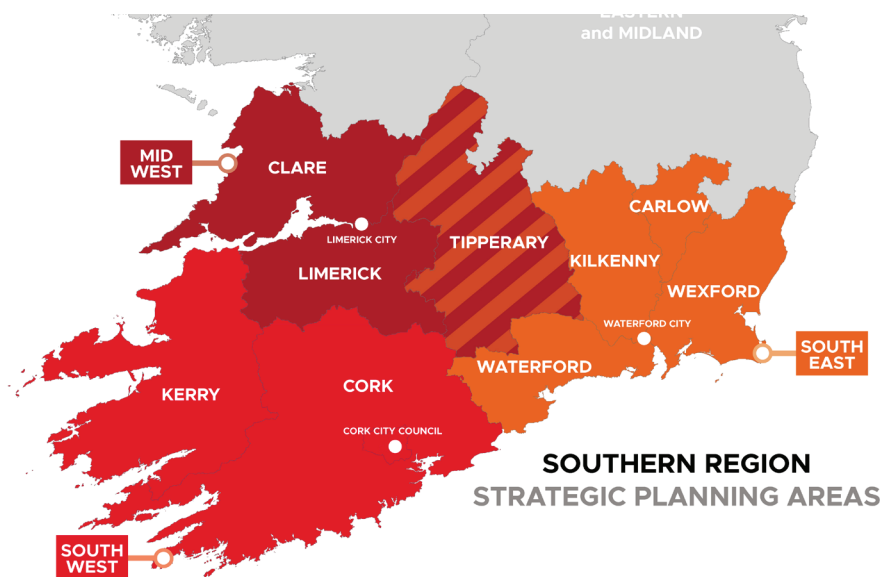 EASTERN
and MIDLAND
MID
WEST
CLARE
CARLOW
LIMERICK CITY
TIPPERARY
KILKENNY
LIMERICK
WEXFORD
WATERFORD CITY
SOUTH
EAST
WATERFORD
KERRY
CORK
CORK CITY COUNCIL
SOUTHERN REGION
STRATEGIC PLANNING AREAS
SOUTH
WEST